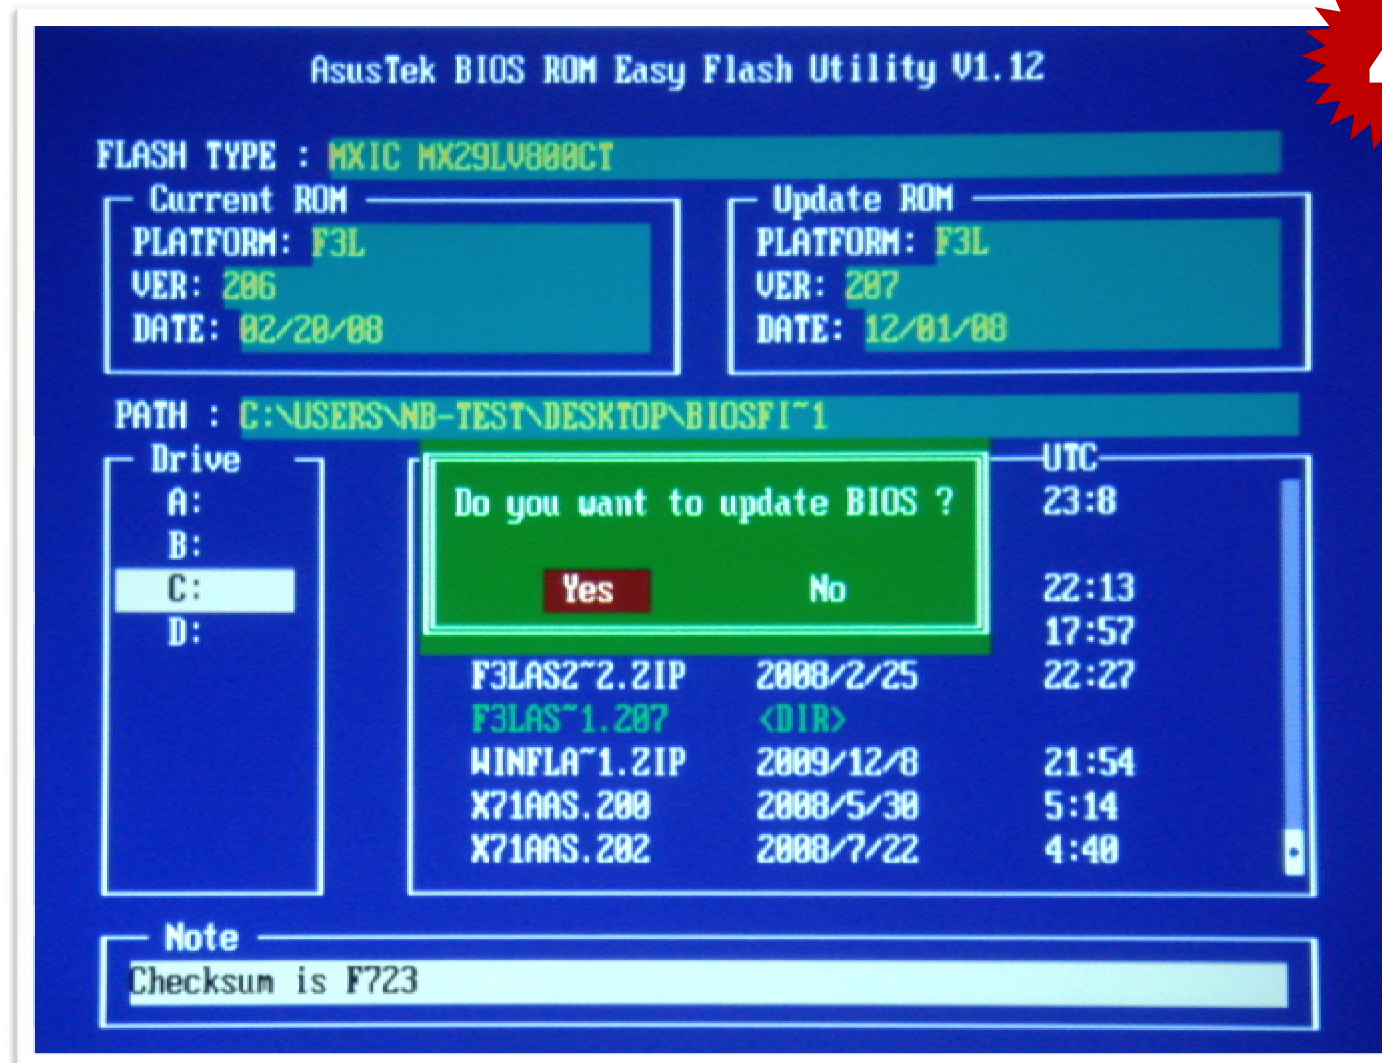 AsusTek BIOS ROM Easy Flash Utility V1.12
FLASH TYPE : MXIC MX29LV800CT
Current ROM
PLATFORM: F3L
VER: 206
DATE: 02/20/08
Update ROM
PLATFORM: F3L
VER: 207
DATE: 12/01/08
PATH : C:\USERS\NB-TEST\DESKTOP\BIOSFI~1
Drive
A:
B:
C:
D:
UTC
Do you want to update BIOS ?
Yes No
23:8
22:13
17:57
F3LAS2~2.ZIP 2008/2/25 22:27
F3LAS~1.207 <DIR>
WINFLA~1.ZIP 2009/12/8 21:54
X71AAS.200 2008/5/30 5:14
X71AAS.202 2008/7/22 4:40
Note
Checksum is F723